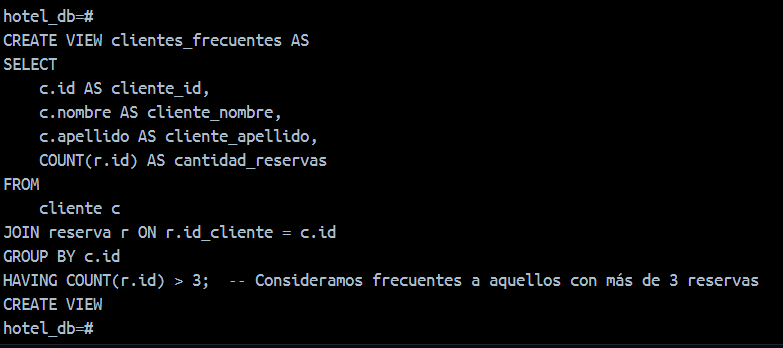 hotel_db=#
CREATE VIEW clientes_frecuentes AS
SELECT
    c.id AS cliente_id,
    c.nombre AS cliente_nombre,
    c.apellido AS cliente_apellido,
    COUNT(r.id) AS cantidad_reservas
FROM
    cliente c
JOIN reserva r ON r.id_cliente = c.id
GROUP BY c.id
HAVING COUNT(r.id) > 3;  -- Consideramos frecuentes a aquellos con más de 3 reservas
CREATE VIEW
hotel_db=#